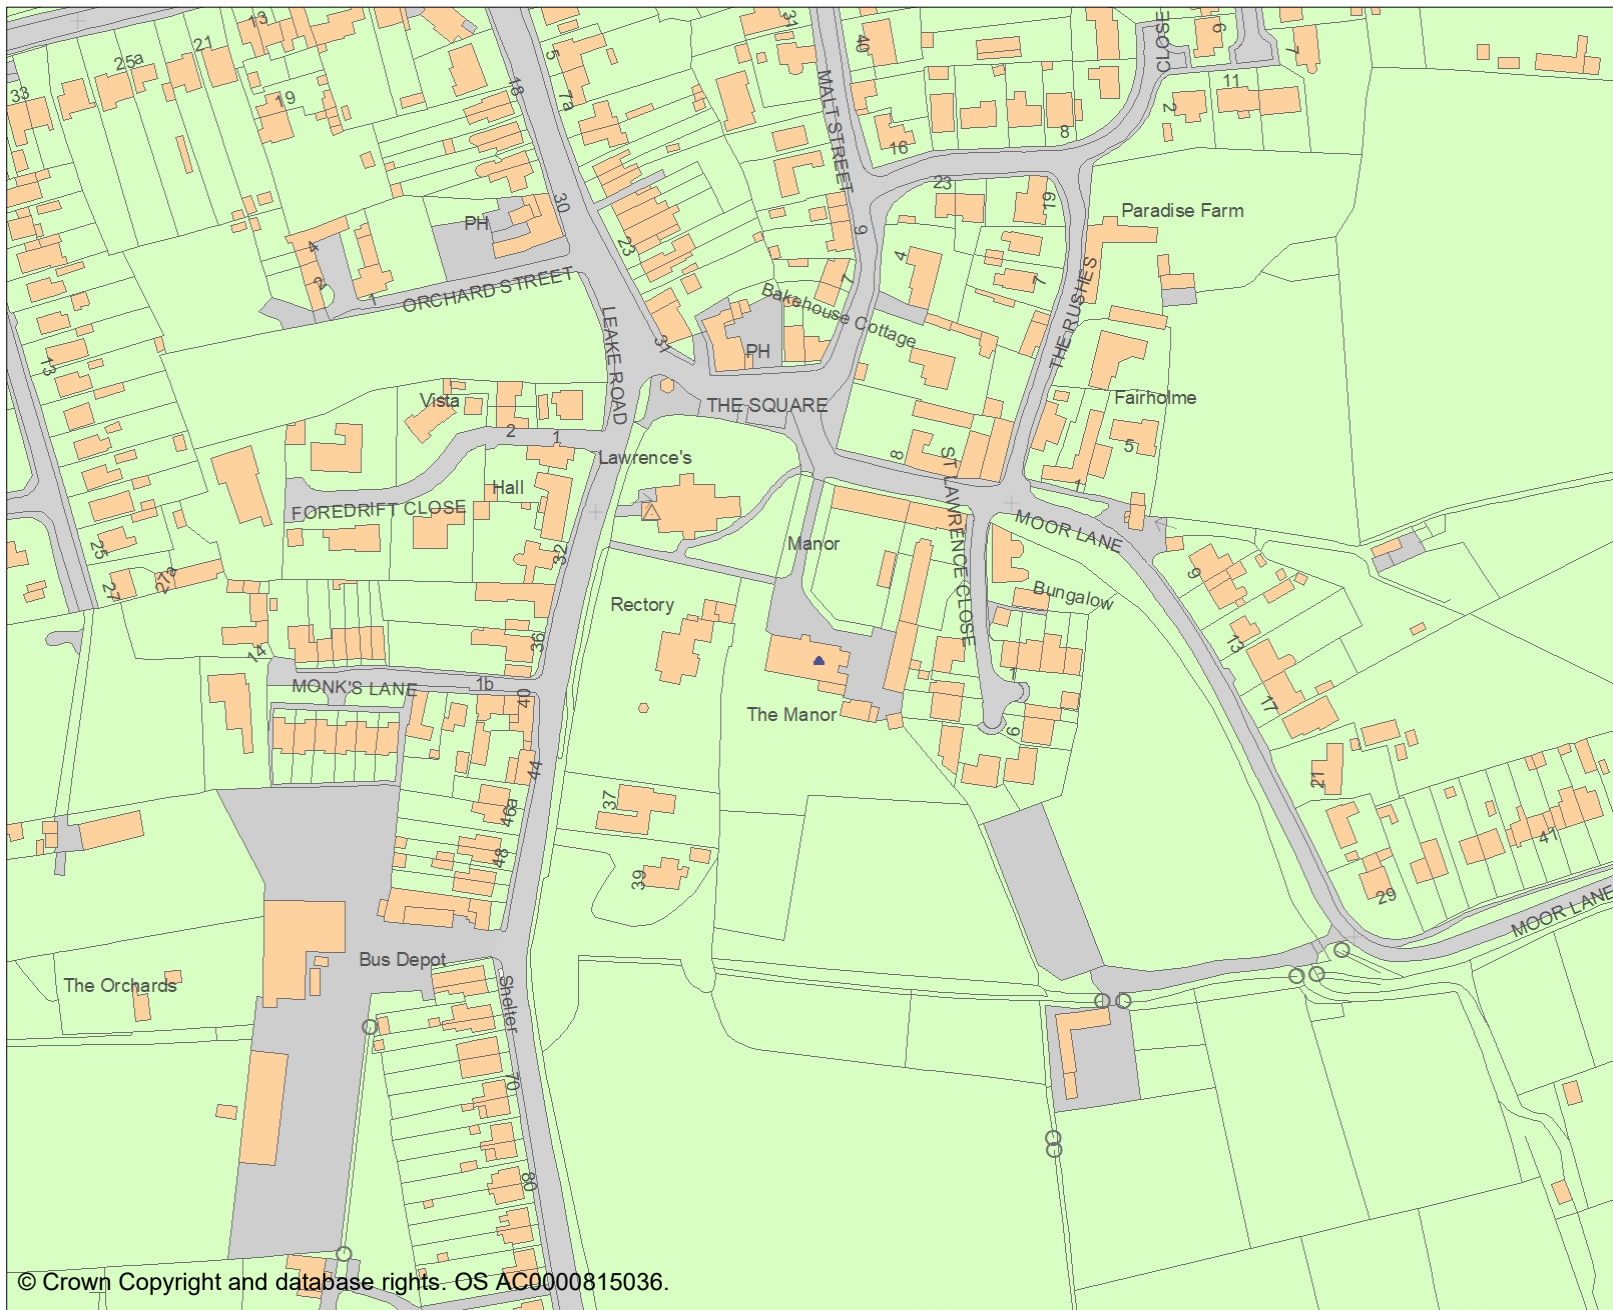 13
21
25a
33
19
18
5
7a
31
MALT STREET
40
CLOSE
9
7
11
2
8
16
23
19
Paradise Farm
30
PH
4
2
1
ORCHARD STREET
23
9
7
4
7
Bakehouse Cottage
THE RUSHES
LEAKE ROAD
31
PH
13
Vista
THE SQUARE
Fairholme
5
2
1
Lawrence's
8
ST LAWRENCE CLOSE
1
Hall
FOREDRIFT CLOSE
MOOR LANE
25
27
27a
32
Manor
9
Bungalow
Rectory
13
36
14
1
MONK'S LANE
1b
40
The Manor
6
17
44
21
37
46a
48
41
39
29
MOOR LANE
Bus Depot
The Orchards
Shelter
70
80
© Crown Copyright and database rights. OS AC0000815036.